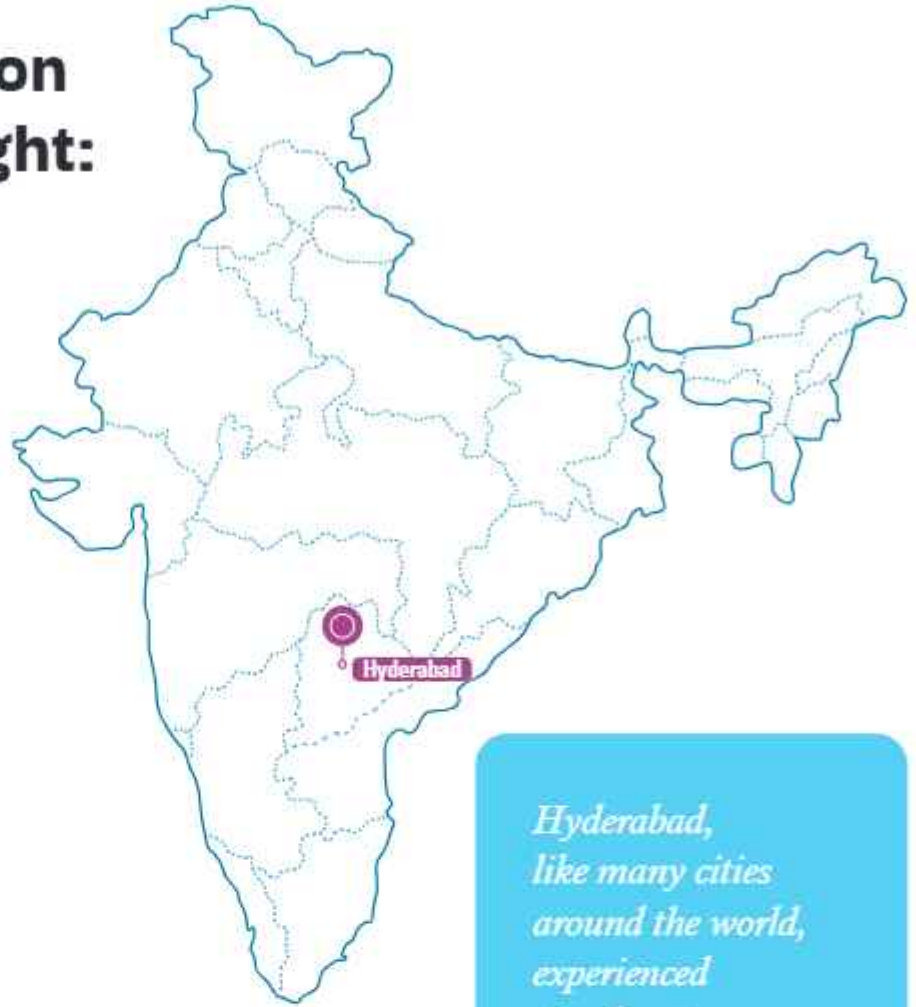 on
ght:
Hyderabad
Hyderabad,
like many cities
around the world,
experienced